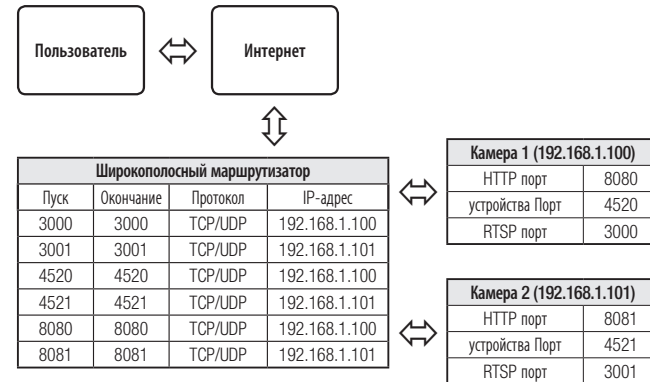 Пользователь
Интернет
Широкополосный маршрутизатор
Пуск Окончание Протокол IP-адрес
3000 3000 TCP/UDP 192.168.1.100
3001 3001 TCP/UDP 192.168.1.101
4520 4520 TCP/UDP 192.168.1.100
4521 4521 TCP/UDP 192.168.1.101
8080 8080 TCP/UDP 192.168.1.100
8081 8081 TCP/UDP 192.168.1.101
Камера 1 (192.168.1.100)
HTTP порт 8080
устройства Порт 4520
RTSP порт 3000
Камера 2 (192.168.1.101)
HTTP порт 8081
устройства Порт 4521
RTSP порт 3001